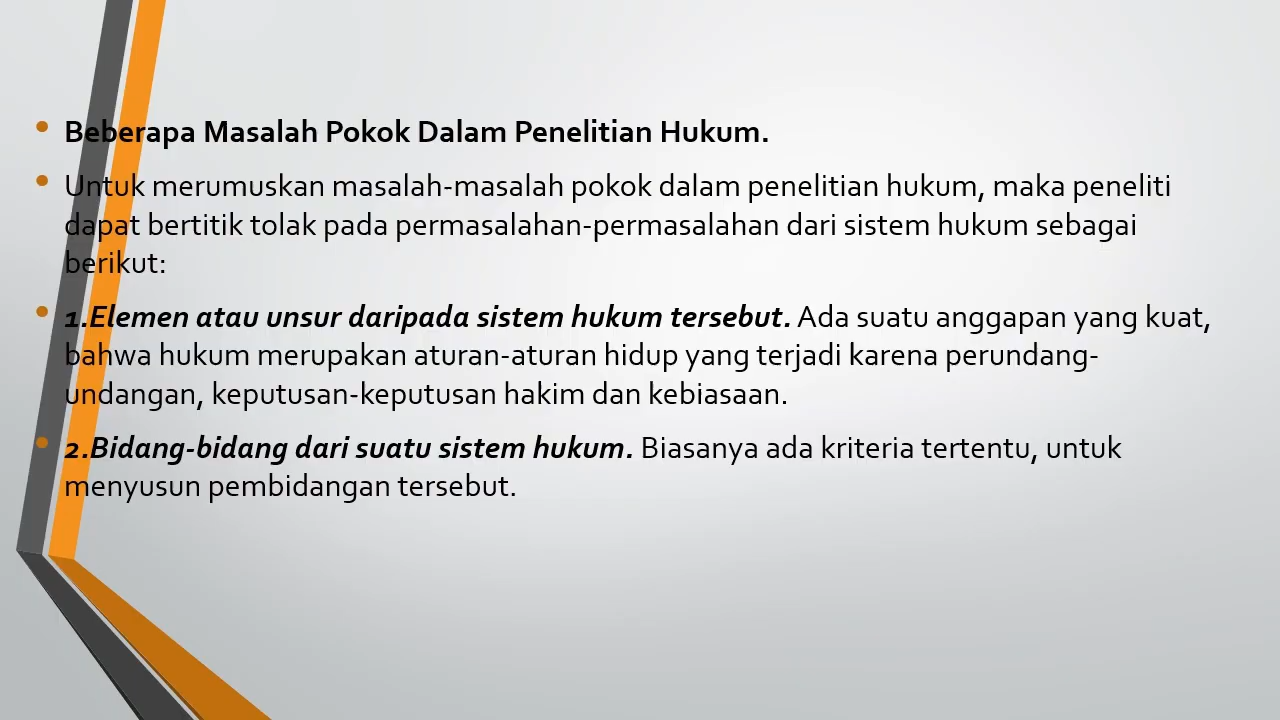 Beberapa Masalah Pokok Dalam Penelitian Hukum.
Untuk merumuskan masalah-masalah pokok dalam penelitian hukum, maka peneliti
dapat bertitik tolak pada permasalahan-permasalahan dari sistem hukum sebagai
berikut:
1.Elemen atau unsur daripada sistem hukum tersebut. Ada suatu anggapan yang kuat,
bahwa hukum merupakan aturan-aturan hidup yang terjadi karena perundang-
undangan, keputusan-keputusan hakim dan kebiasaan.
2.Bidang-bidang dari suatu sistem hukum. Biasanya ada kriteria tertentu, untuk
menyusun pembidangan tersebut.